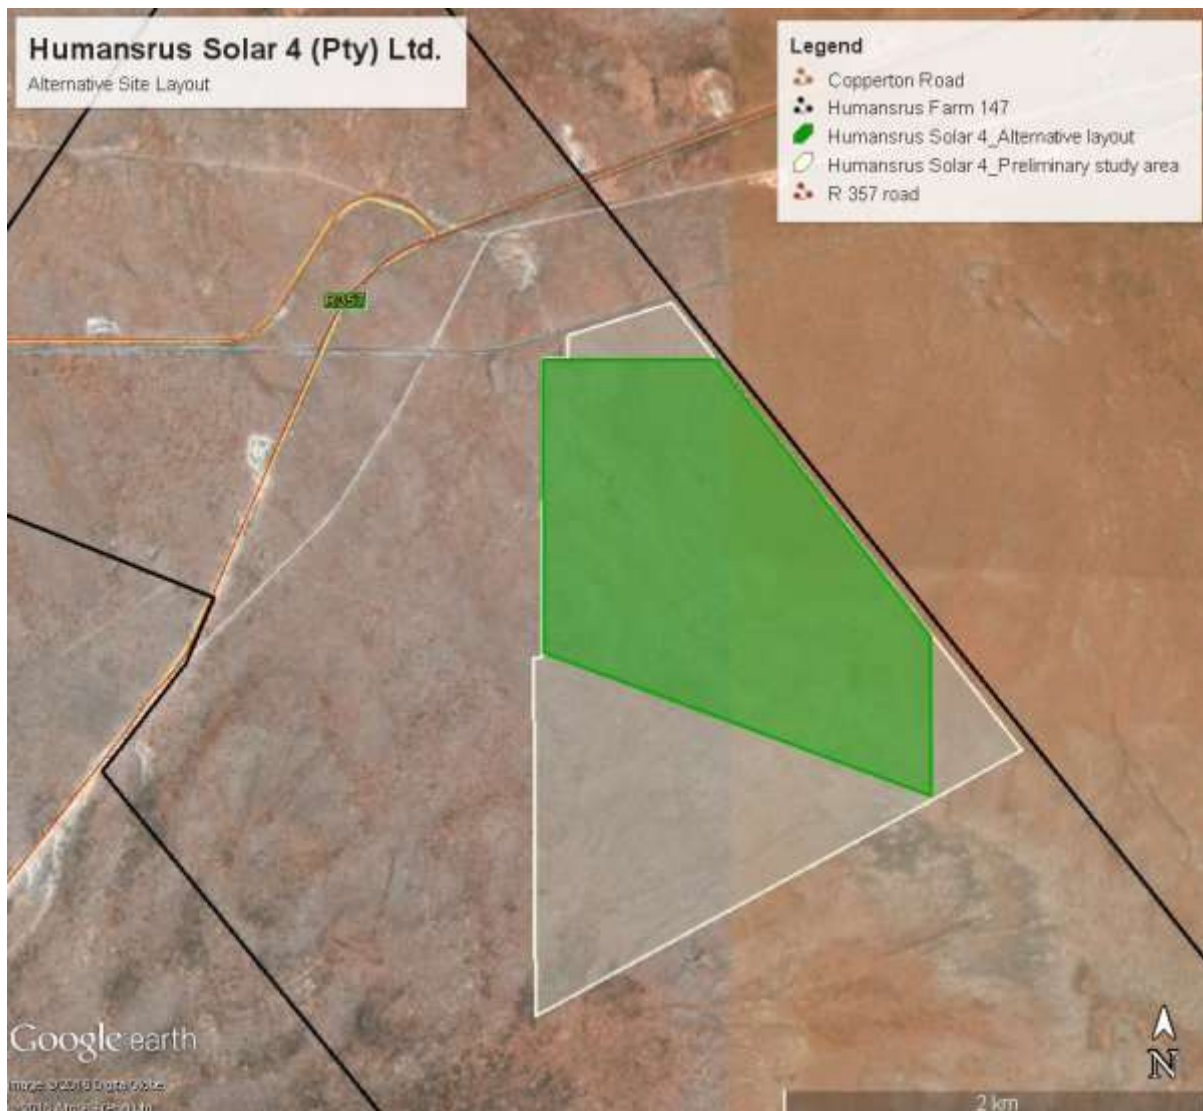 Humansrus Solar 4 (Pty) Ltd.
Alternative Site Layout
Legend
Copperton Road
Humansrus Farm 147
Humansrus Solar 4_Alternative layout
Humansrus Solar 4_Preliminary study area
R 357 road
R357
Google earth
N
2 km